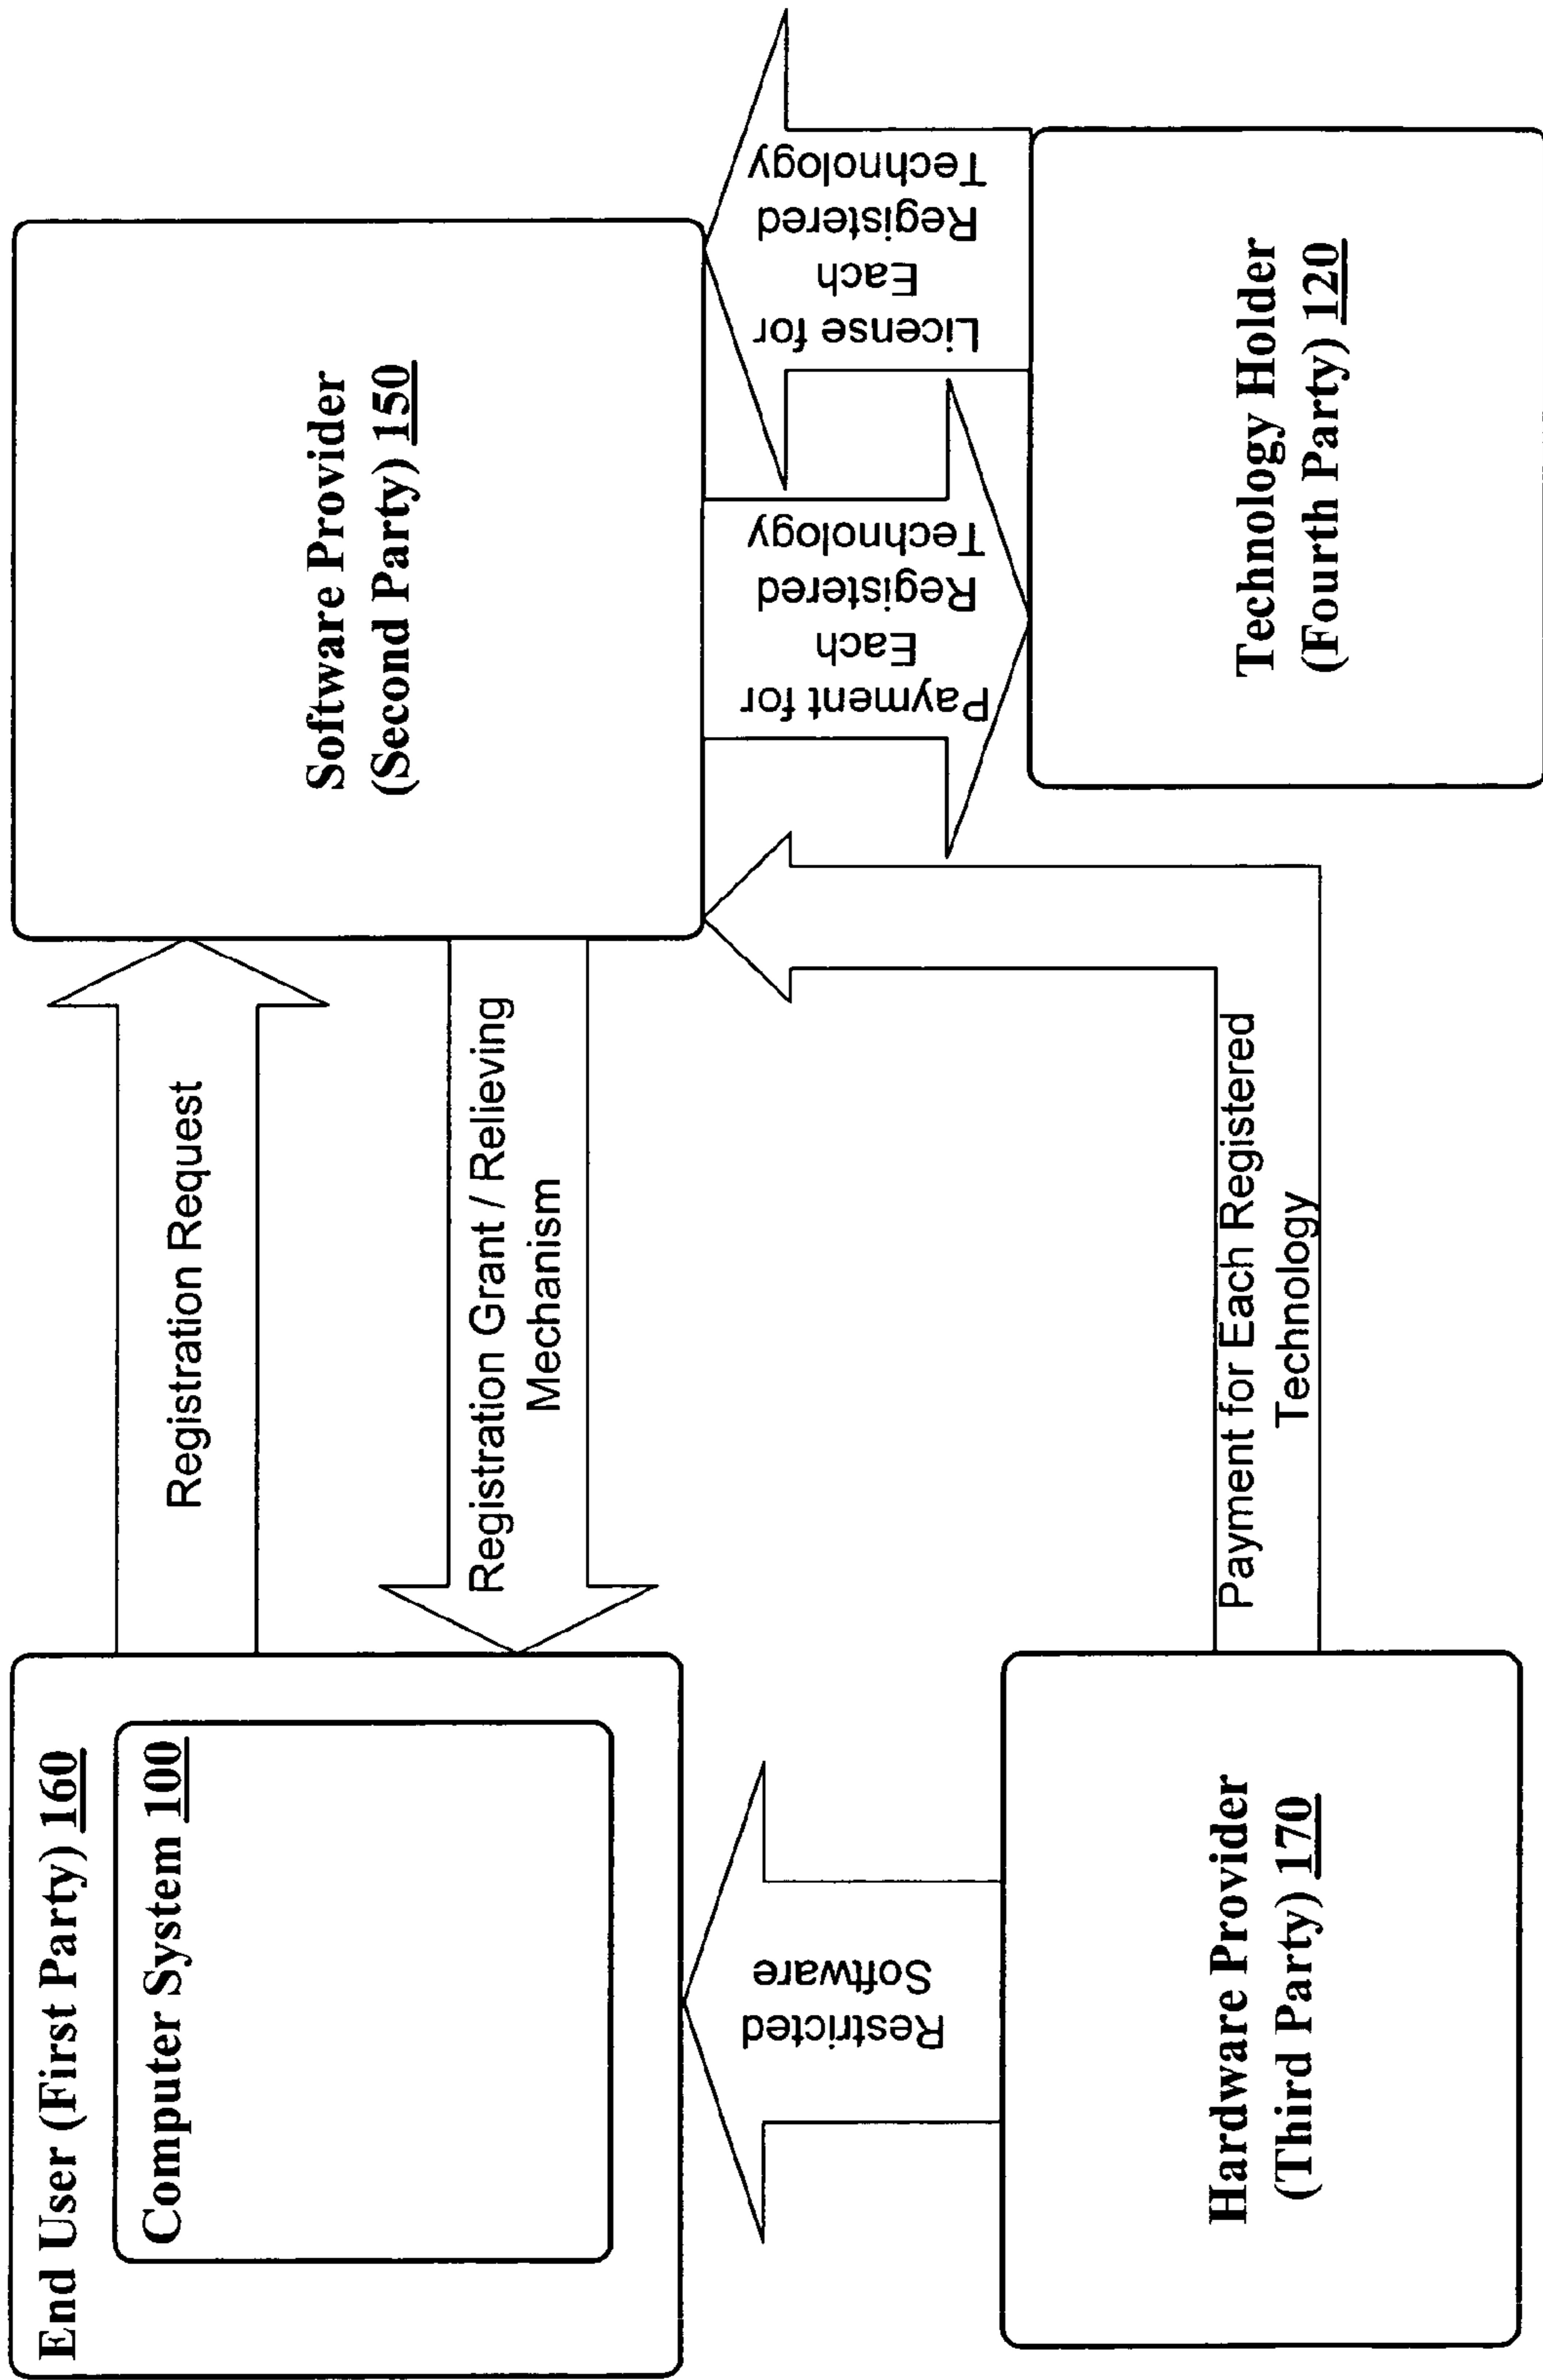 End User (First Party) 160
Computer System 100
Registration Request
Registration Grant / Relieving
Mechanism
Software Provider
(Second Party) 150
Restricted
Software
Payment for
Each
Registered
Technology
License for
Each
Registered
Technology
Hardware Provider
(Third Party) 170
Payment for Each Registered
Technology
Technology Holder
(Fourth Party) 120